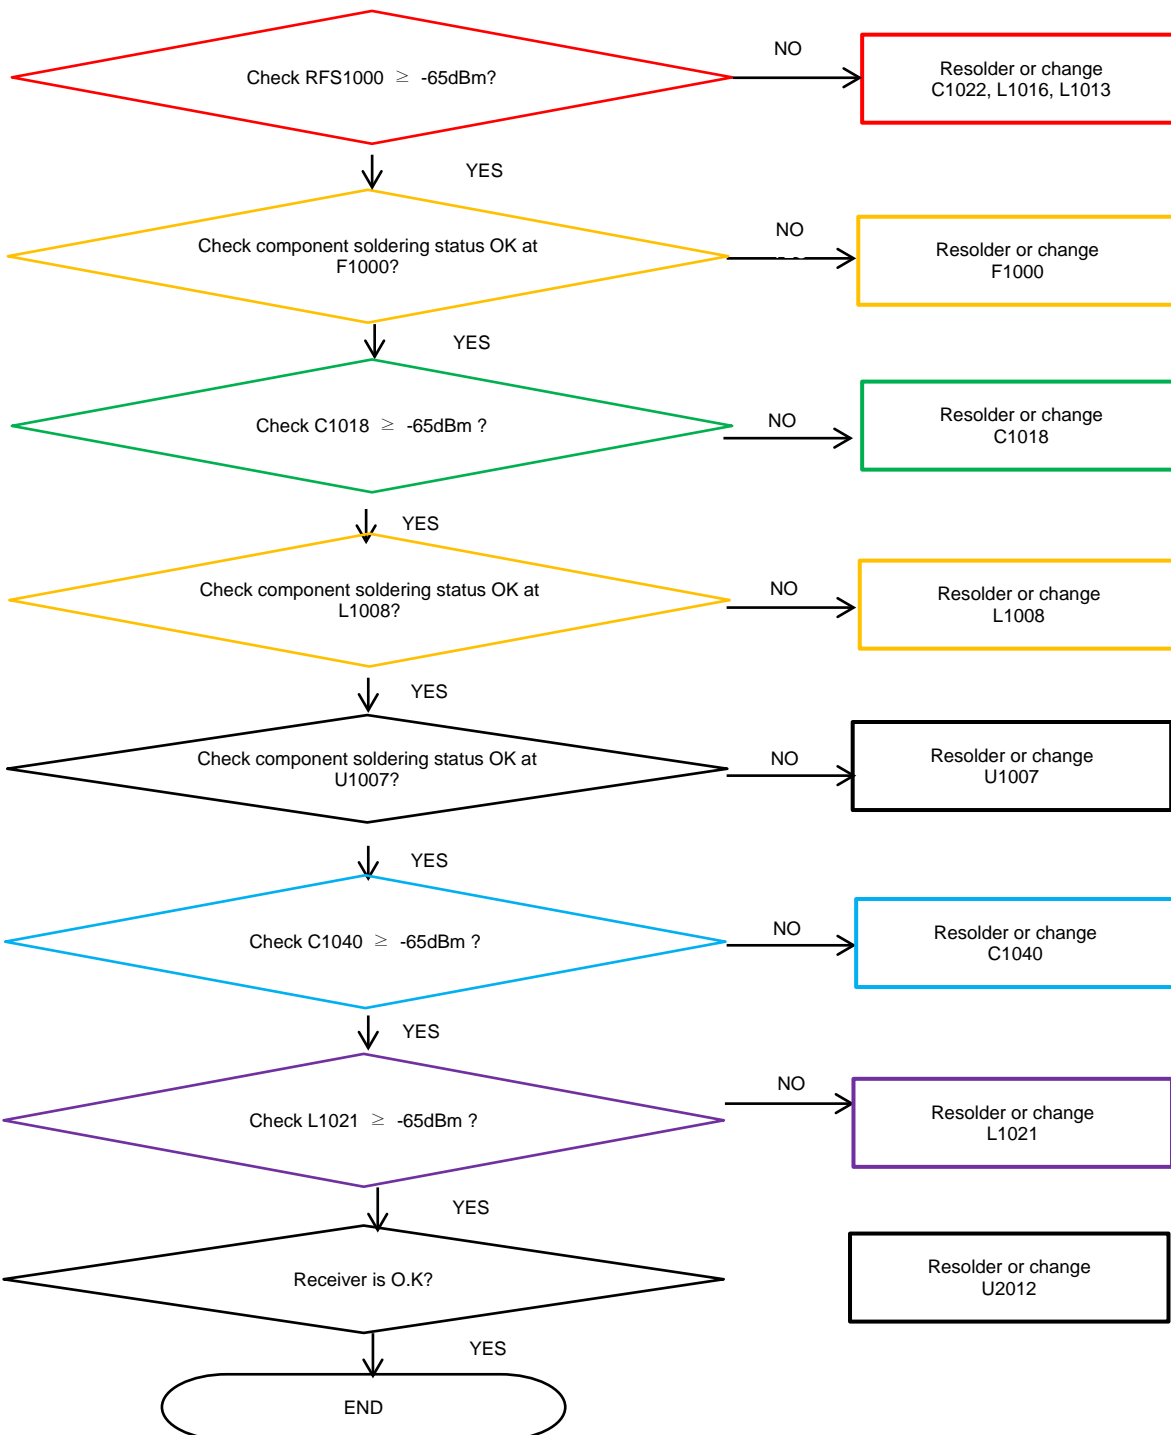 Check RFS1000 ≥ -65dBm?
NO
Resolder or change
C1022, L1016, L1013
YES
Check component soldering status OK at
F1000?
NO
Resolder or change
F1000
YES
Check C1018 ≥ -65dBm ?
NO
Resolder or change
C1018
YES
Check component soldering status OK at
L1008?
NO
Resolder or change
L1008
YES
Check component soldering status OK at
U1007?
NO
Resolder or change
U1007
YES
Check C1040 ≥ -65dBm ?
NO
Resolder or change
C1040
YES
Check L1021 ≥ -65dBm ?
NO
Resolder or change
L1021
YES
Receiver is O.K?
Resolder or change
U2012
YES
END